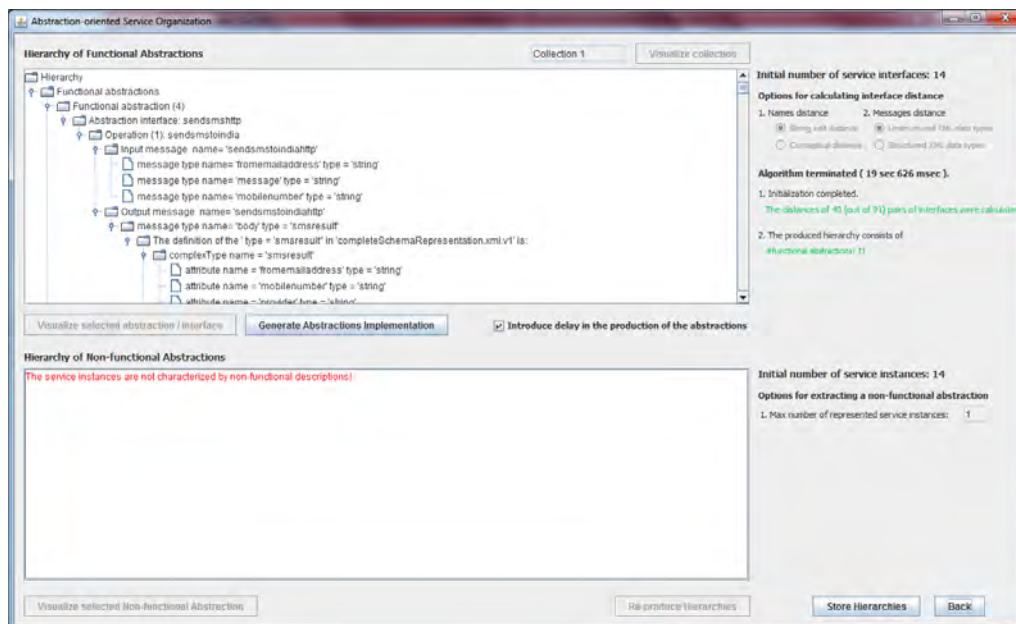 Abstraction-oriented Service Organization
Hierarchy of Functional Abstractions
Collection 1
Visualize collection
Hierarchy
Functional abstractions
Functional abstraction (4)
Abstraction interface: sendsmshttp
Operation (1): sendsmstoindia
Input message name= 'sendsmstoindiahttp'
message type name= 'fromemailaddress' type = 'string'
message type name= 'message' type = 'string'
message type name= 'mobilenumber' type = 'string'
Output message name= 'sendsmstoindiahttp'
message type name= 'body' type = 'smsresult'
The definition of the ' type = 'smsresult'' in 'completeSchemaRepresentation.xml.v1' is:
complexType name = 'smsresult'
attribute name = 'fromemailaddress' type = 'string'
attribute name = 'mobilenumber' type = 'string'
attribute name = 'provider' type = 'string'
Visualize selected abstraction / interface
Generate Abstractions Implementation
Introduce delay in the production of the abstractions
Initial number of service interfaces: 14
Options for calculating interface distance
1. Names distance
2. Messages distance
String edit distance
Unstructured XML data types
Conceptual distance
Structured XML data types
Algorithm terminated ( 19 sec 626 msec ).
1. Initialization completed.
The distances of 40 (out of 91) pairs of interfaces were calculated
2. The produced hierarchy consists of
#functional abstractions: 11
Hierarchy of Non-functional Abstractions
The service instances are not characterized by non-functional descriptions!
Initial number of service instances: 14
Options for extracting a non-functional abstraction
1. Max number of represented service instances: 1
Visualize selected Non-functional Abstraction
Re-produce Hierarchies
Store Hierarchies
Back